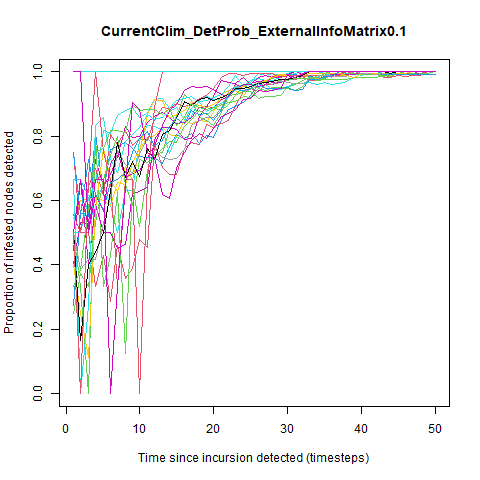 CurrentClim_DetProb_ExternalInfoMatrix0.1
Proportion of infested nodes detected
1.0
0.8
0.6
0.4
0.2
0.0
0 10 20 30 40 50
Time since incursion detected (timesteps)